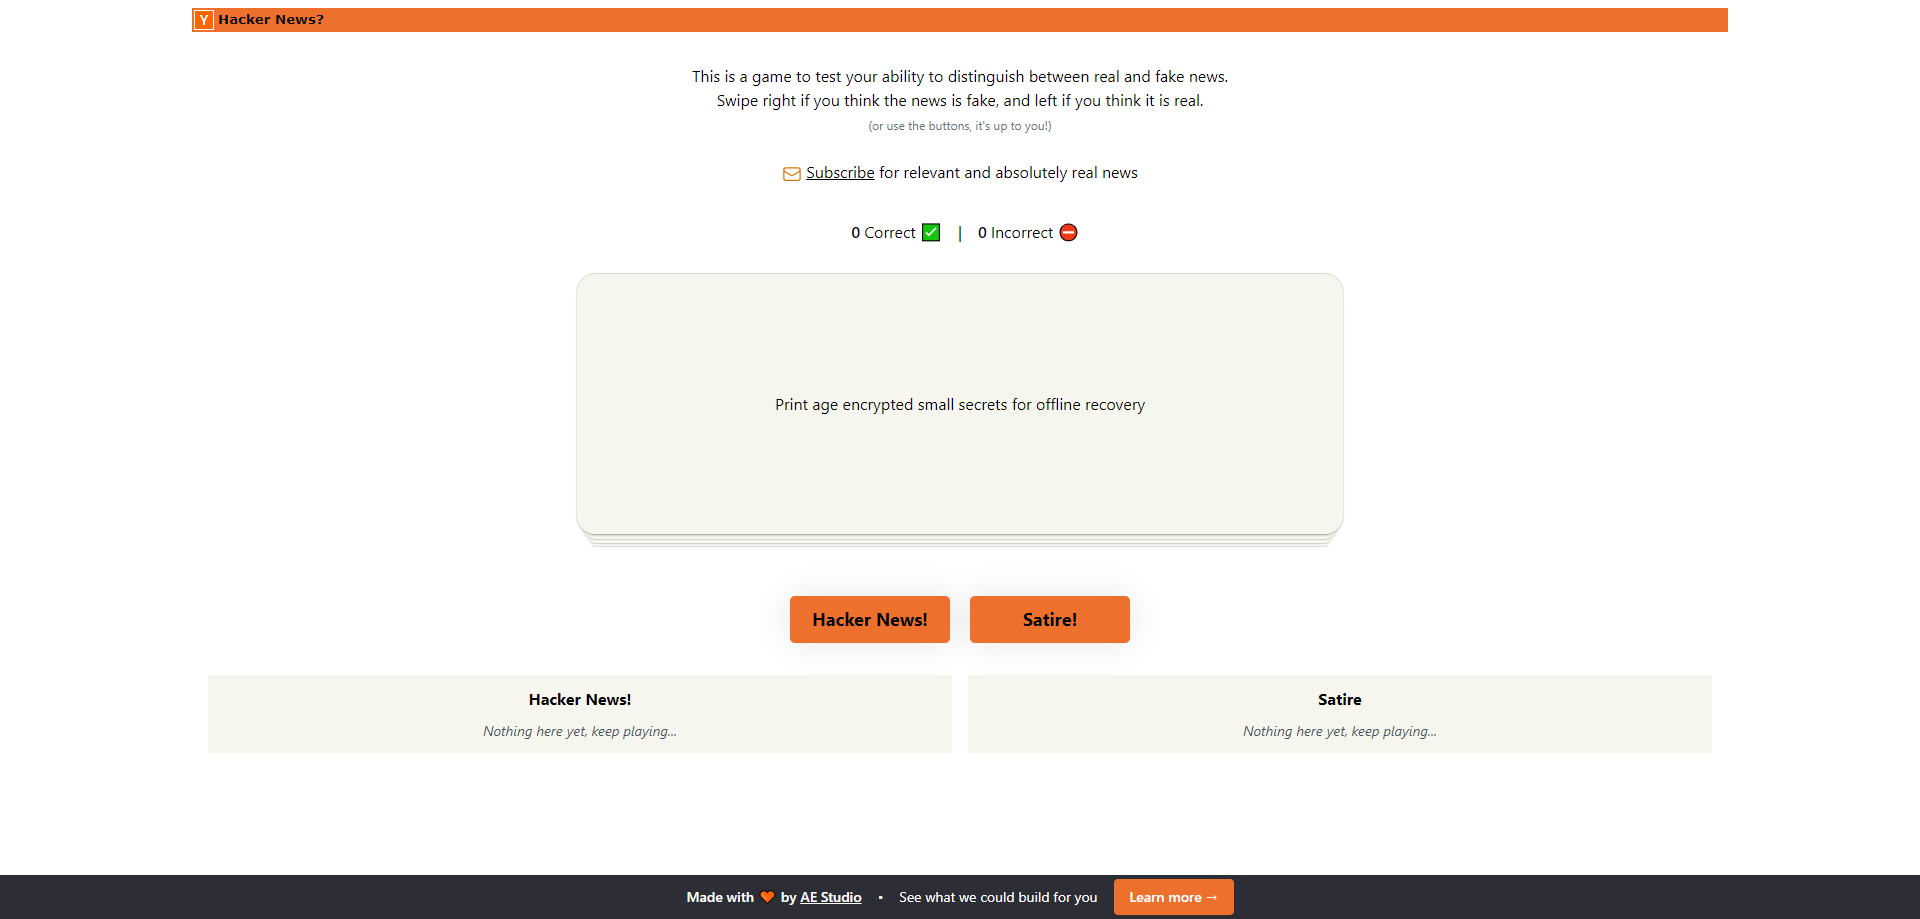 Y Hacker News?
This is a game to test your ability to distinguish between real and fake news.
Swipe right if you think the news is fake, and left if you think it is real.
(or use the buttons, it's up to you!)
Subscribe for relevant and absolutely real news
0 Correct ✅ | 0 Incorrect ⛔
Print age encrypted small secrets for offline recovery
Hacker News!
Satire!
Hacker News!
Nothing here yet, keep playing...
Satire
Nothing here yet, keep playing...
Made with 🧡 by AE Studio • See what we could build for you Learn more →